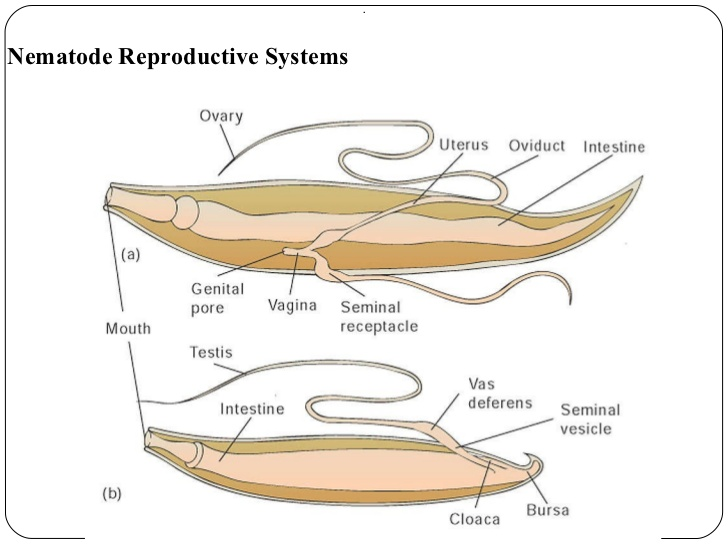 Nematode Reproductive Systems
Ovary
Uterus
Oviduct
Intestine
(a)
Genital
pore
Vagina
Seminal
receptacle
Mouth
Testis
Intestine
Vas
deferens
Seminal
vesicle
(b)
Cloaca
Bursa